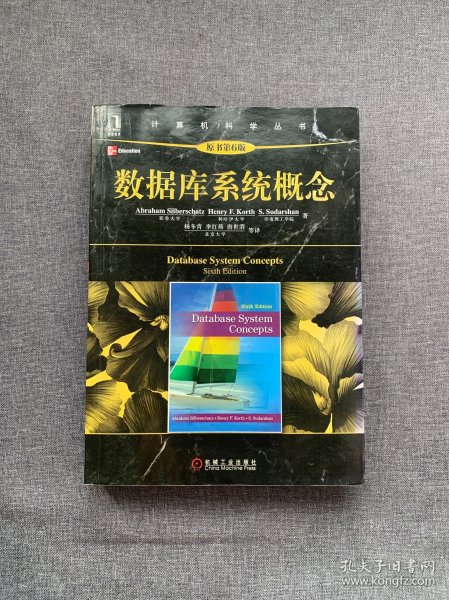 计算机科学丛书
Education
原书第6版
数据库系统概念
Abraham Silberschatz Henry F. Korth S. Sudarshan 著
耶鲁大学 利哈伊大学 印度理工学院
杨冬青 李红燕 唐世渭 等译
北京大学
Database System Concepts
Sixth Edition
Sixth Edition
Database System
Concepts
Abraham Silberschatz • Henry F. Korth • S. Sudarshan
机械工业出版社
China Machine Press
孔夫子旧书网
www.kongfz.com